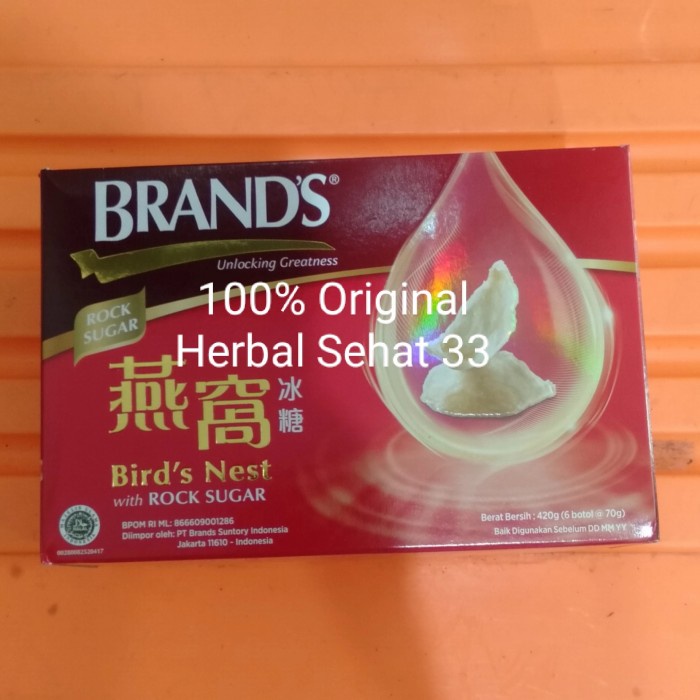 BRAND'S®
Unlocking Greatness
ROCK
SUGAR
100% Original
Herbal Sehat 33
燕窩
冰糖
Bird's Nest
with ROCK SUGAR
BPOM RI ML: 866609001286
Diimpor oleh: PT Brands Suntory Indonesia
Jakarta 11610 - Indonesia
Berat Bersih : 420g (6 botol @ 70g)
Baik Digunakan Sebelum DD MM YY